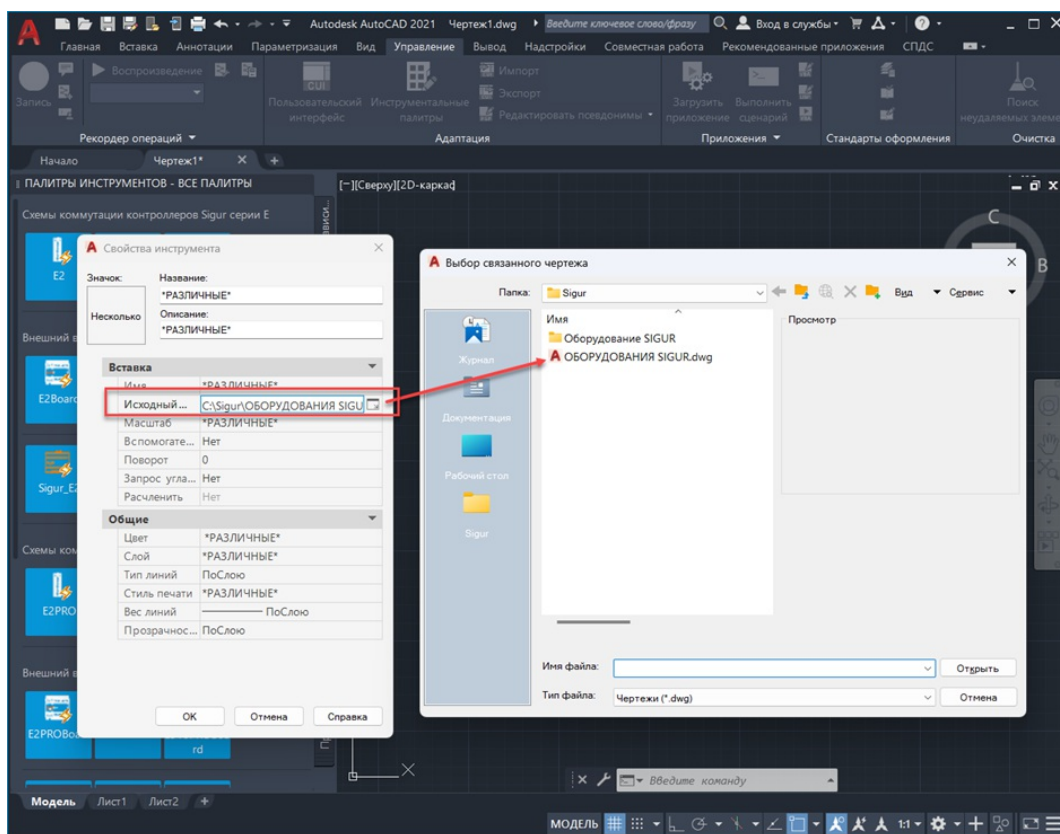 Autodesk AutoCAD 2021 Чертеж1.dwg Введите ключевое слово/фразу Вход в службы
Главная Вставка Аннотации Параметризация Вид Управление Вывод Надстройки Совместная работа Рекомендованные приложения СПДС
Запись Воспроизведение CUI Пользовательский интерфейс Инструментальные палитры Импорт Экспорт Редактировать псевдонимы Загрузить приложение Выполнить сценарий Поиск
Рекордер операций Адаптация Приложения Стандарты оформления Очистка
Начало Чертеж1* +
ПАЛИТРЫ ИНСТРУМЕНТОВ - ВСЕ ПАЛИТРЫ
[−][Сверху][2D-каркас]
Схемы коммутации контроллеров Sigur серии E
E2
Внешний в
E2Board
Sigur_E2
Схемы ком
E2PRO
Внешний в
E2PROBoa
rd
С
В
Свойства инструмента
Значок:
Несколько
Название:
*РАЗЛИЧНЫЕ*
Описание:
*РАЗЛИЧНЫЕ*
Вставка
Имя *РАЗЛИЧНЫЕ*
Исходный... C:\Sigur\ОБОРУДОВАНИЯ SIGU
Масштаб *РАЗЛИЧНЫЕ*
Вспомогате... Нет
Поворот 0
Запрос угла... Нет
Расчленить Нет
Общие
Цвет *РАЗЛИЧНЫЕ*
Слой *РАЗЛИЧНЫЕ*
Тип линий ПоСлою
Стиль печати *РАЗЛИЧНЫЕ*
Вес линий ПоСлою
Прозрачнос... ПоСлою
OK Отмена Справка
Выбор связанного чертежа
Папка: Sigur Вид Сервис
Журнал
Документация
Рабочий стол
Sigur
Имя
Оборудование SIGUR
ОБОРУДОВАНИЯ SIGUR.dwg
Просмотр
Имя файла: Открыть
Тип файла: Чертежи (*.dwg) Отмена
Введите команду
Модель Лист1 Лист2 +
МОДЕЛЬ 1:1